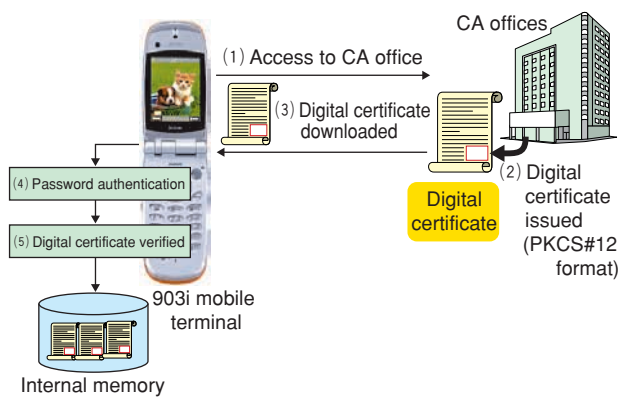 CA offices
(1) Access to CA office
(3) Digital certificate
downloaded
(2) Digital
certificate
issued
(PKCS#12
format)
Digital
certificate
(4) Password authentication
(5) Digital certificate verified
903i mobile
terminal
Internal memory